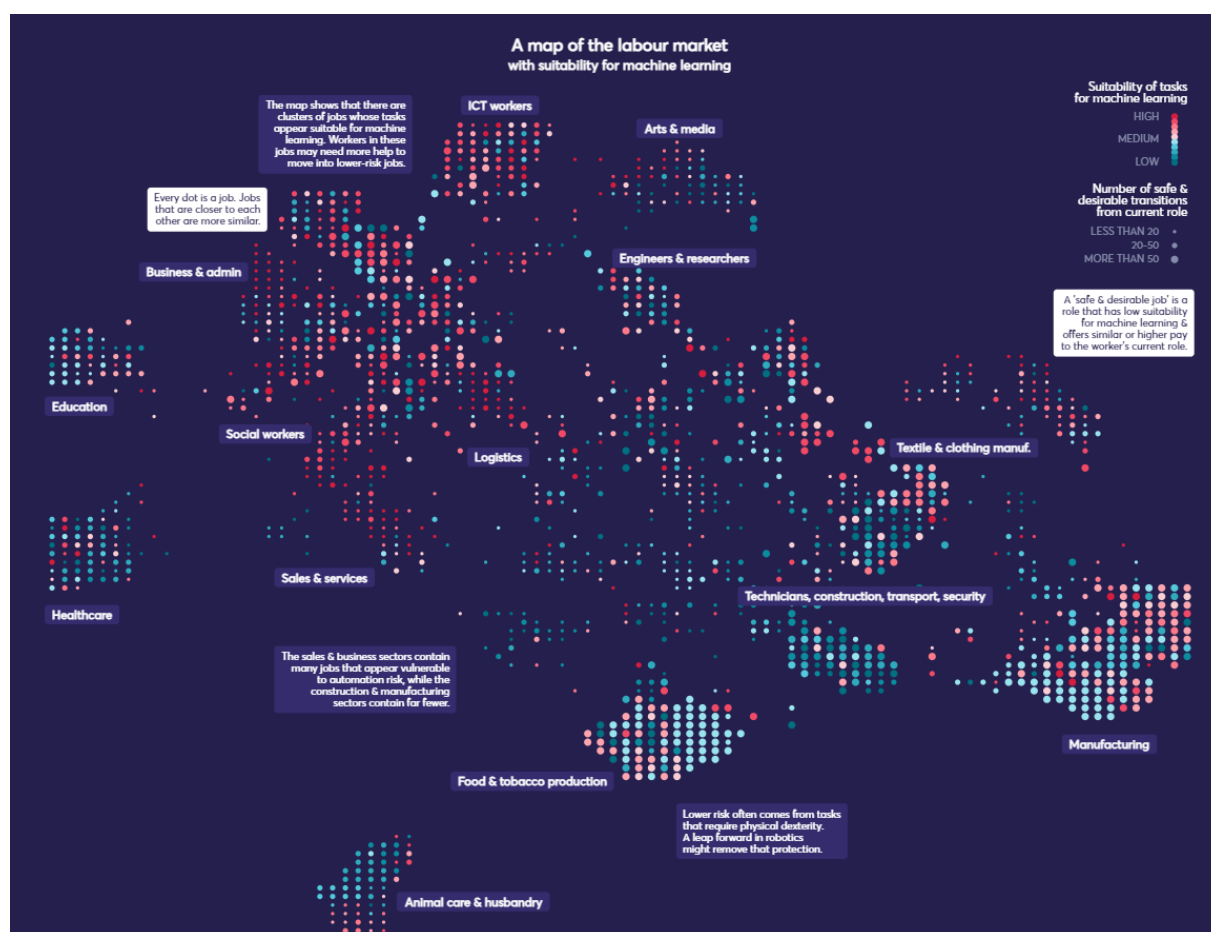 A map of the labour market
with suitability for machine learning
Suitability of tasks
for machine learning
HIGH
MEDIUM
LOW
Number of safe &
desirable transitions
from current role
LESS THAN 20
20-50
MORE THAN 50
A 'safe & desirable job' is a
role that has low suitability
for machine learning &
offers similar or higher pay
to the worker's current role.
The map shows that there are
clusters of jobs whose tasks
appear suitable for machine
learning. Workers in these
jobs may need more help to
move into lower-risk jobs.
ICT workers
Arts & media
Every dot is a job. Jobs
that are closer to each
other are more similar.
Business & admin
Engineers & researchers
Education
Social workers
Logistics
Textile & clothing manuf.
Sales & services
Healthcare
Technicians, construction, transport, security
The sales & business sectors contain
many jobs that appear vulnerable
to automation risk, while the
construction & manufacturing
sectors contain far fewer.
Manufacturing
Food & tobacco production
Lower risk often comes from tasks
that require physical dexterity.
A leap forward in robotics
might remove that protection.
Animal care & husbandry